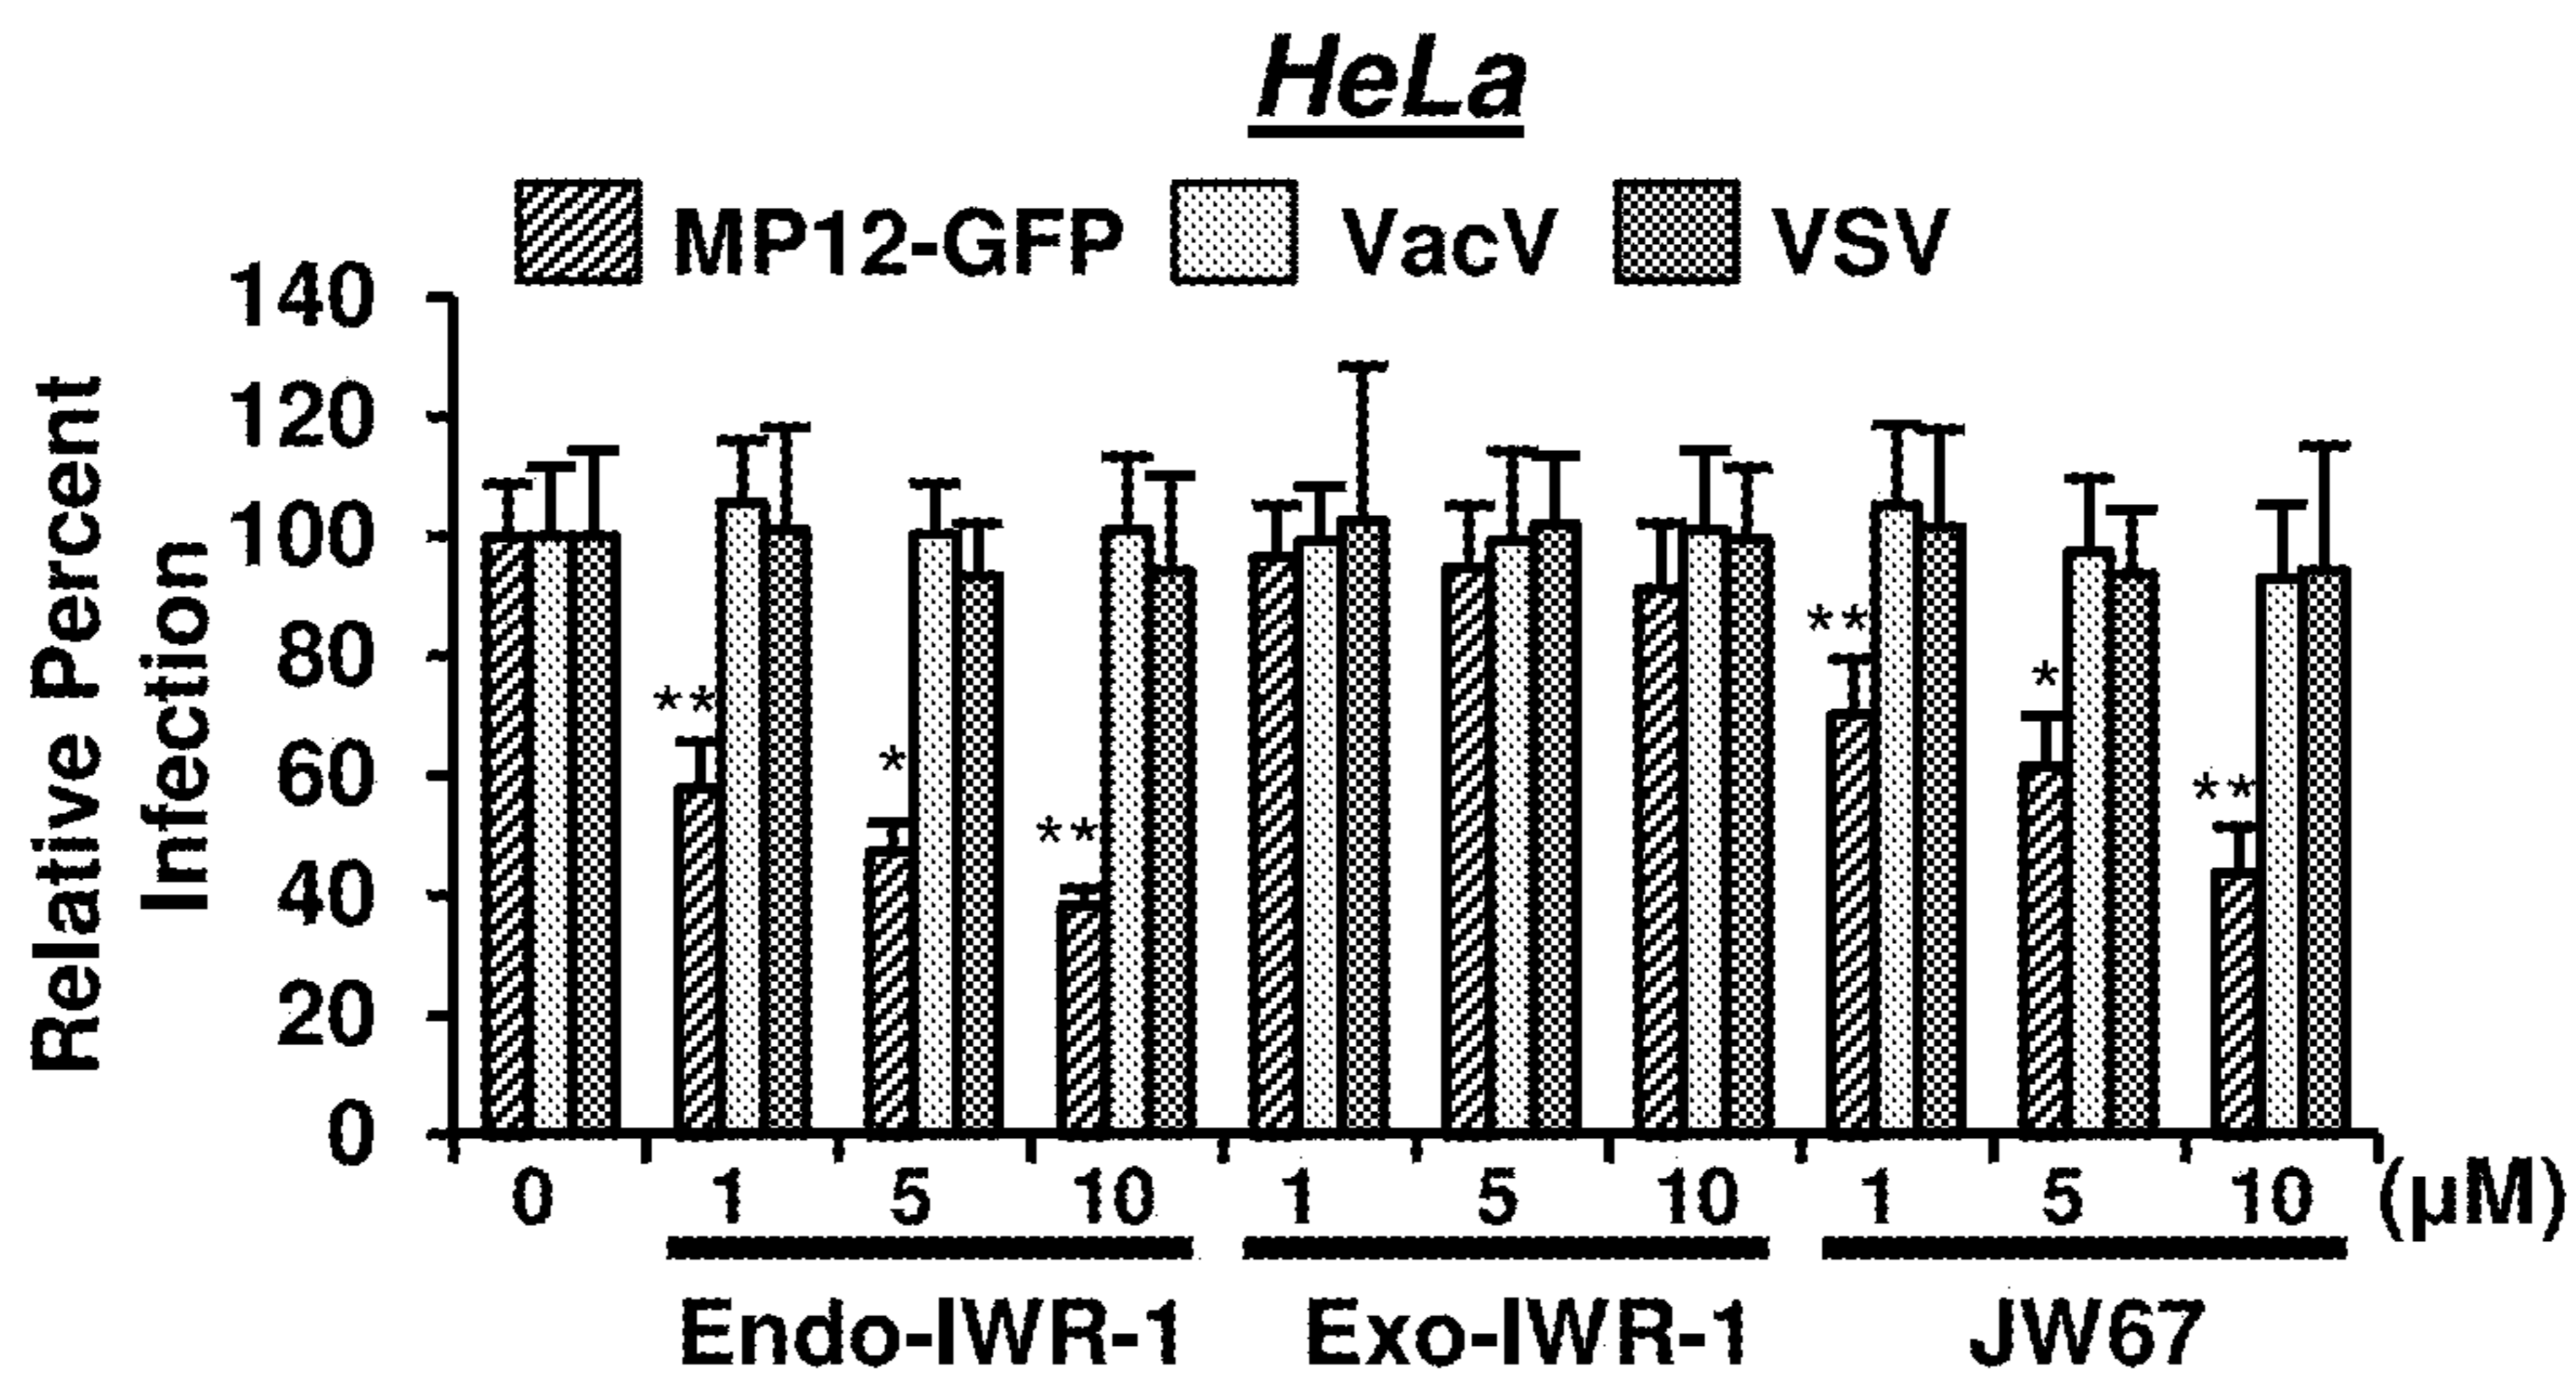 HeLa
MP12-GFP VacV VSV
Relative Percent
Infection
140
120
100
80
60
40
20
0
**
*
**
**
*
**
0 1 5 10 1 5 10 1 5 10 (μM)
Endo-IWR-1 Exo-IWR-1 JW67